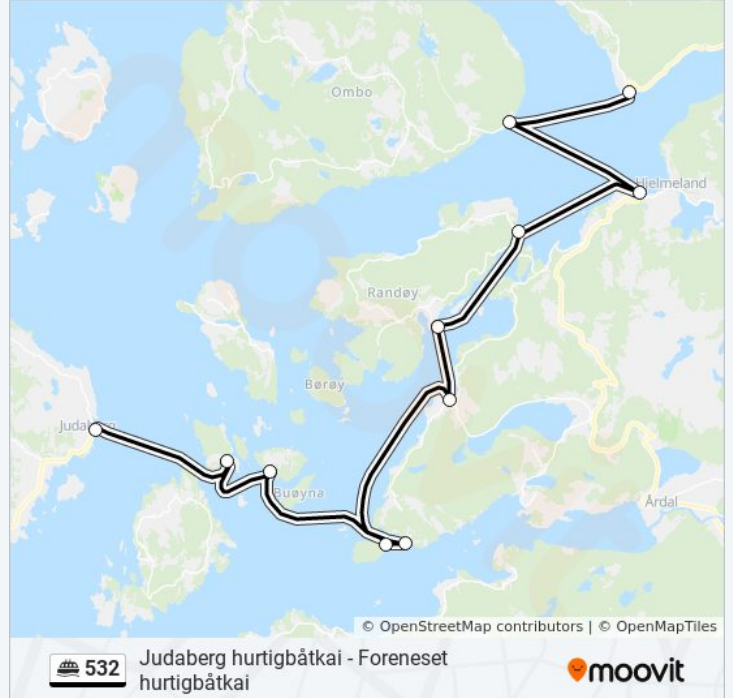 Ombo
Hjelmeland
Randøy
Børøy
Judaberg
Buøyna
Årdal
© OpenStreetMap contributors | © OpenMapTiles
532
Judaberg hurtigbåtkai - Foreneset
hurtigbåtkai
moovit